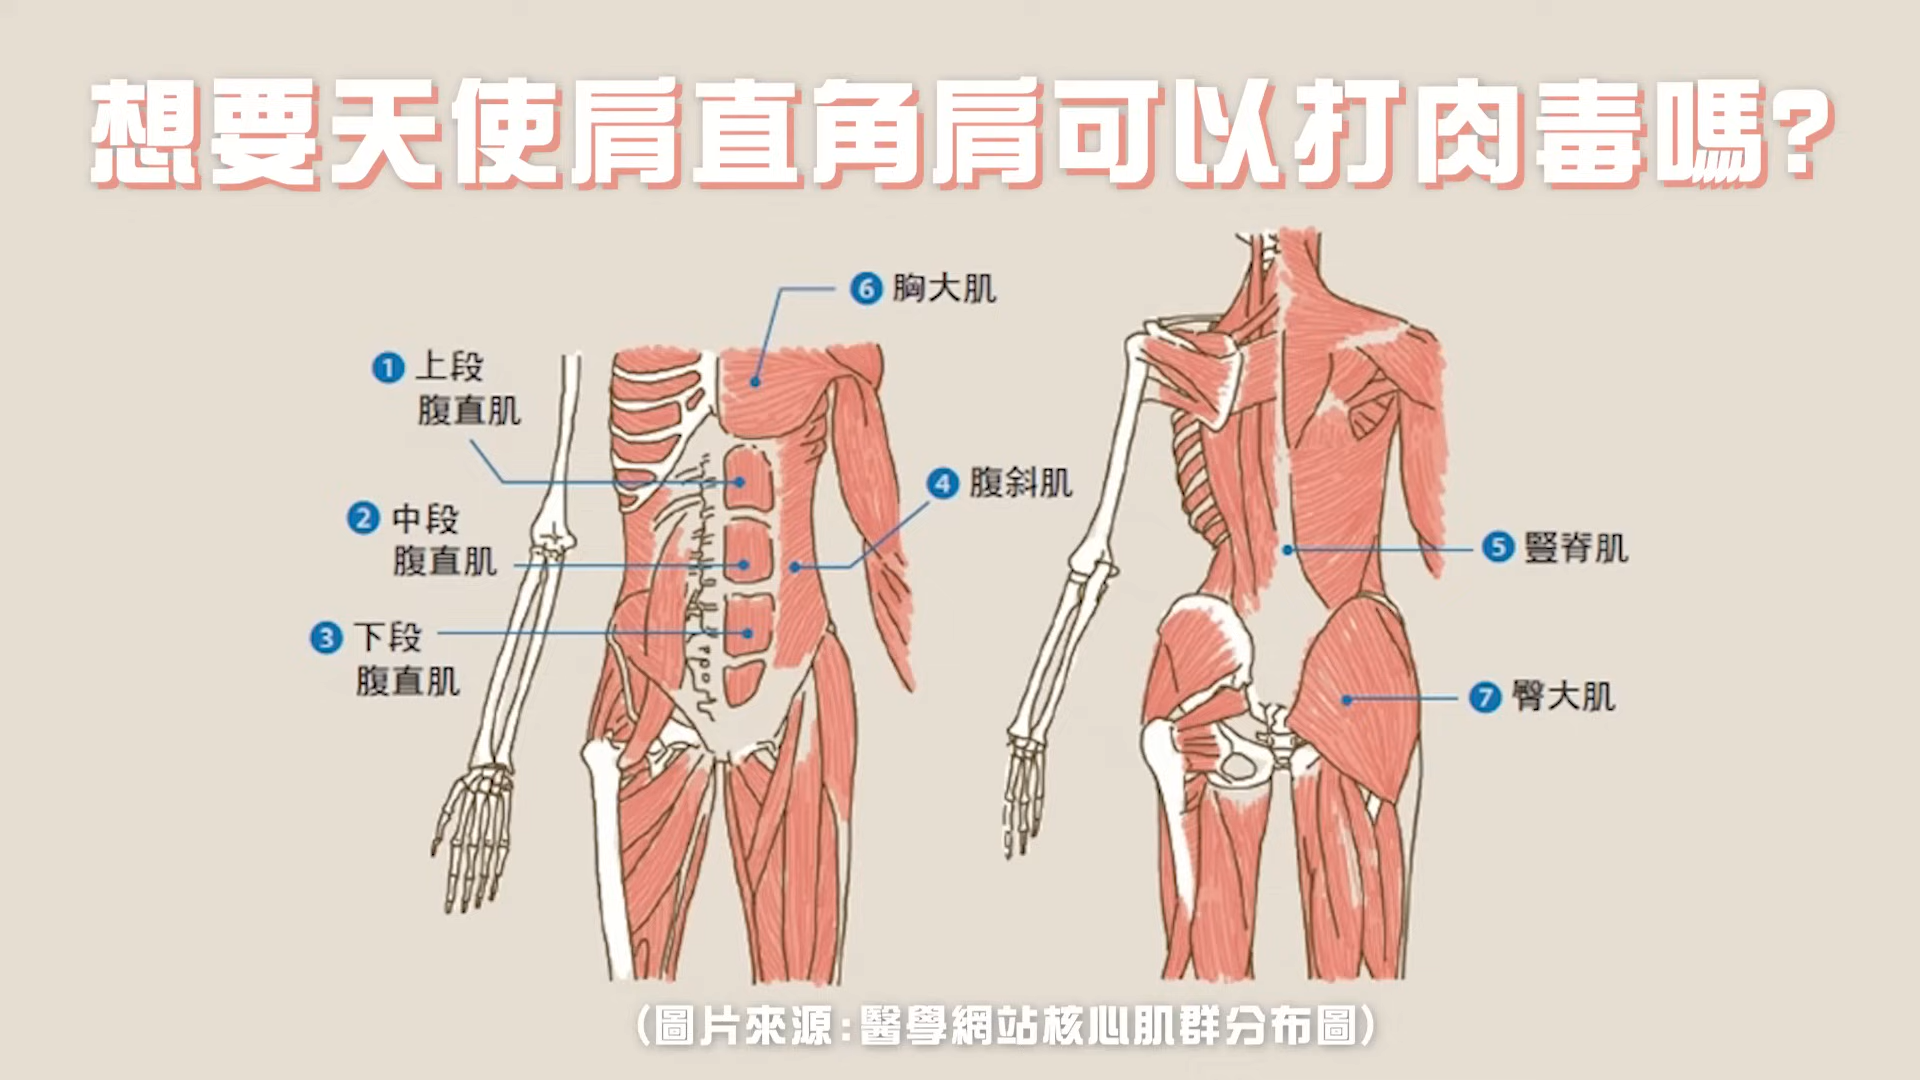 想要天使肩直角肩可以打肉毒嗎?
6 胸大肌
1 上段
腹直肌
4 腹斜肌
2 中段
腹直肌
5 豎脊肌
3 下段
腹直肌
7 臀大肌
(圖片來源:醫學網站核心肌群分布圖)